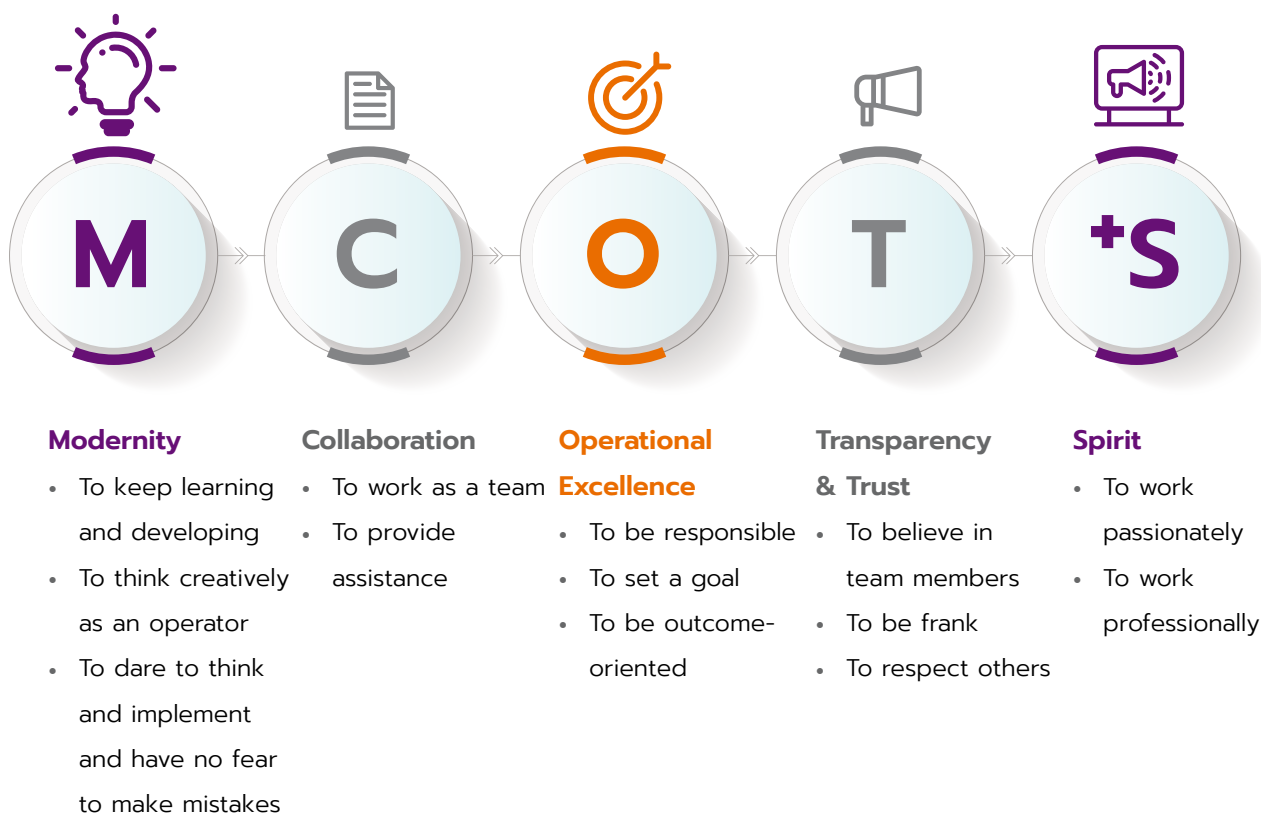 M
C
O
T
+S
Modernity
• To keep learning
and developing
• To think creatively
as an operator
• To dare to think
and implement
and have no fear
to make mistakes
Collaboration
• To work as a team
• To provide
assistance
Operational
Excellence
• To be responsible
• To set a goal
• To be outcome-
oriented
Transparency
& Trust
• To believe in
team members
• To be frank
• To respect others
Spirit
• To work
passionately
• To work
professionally